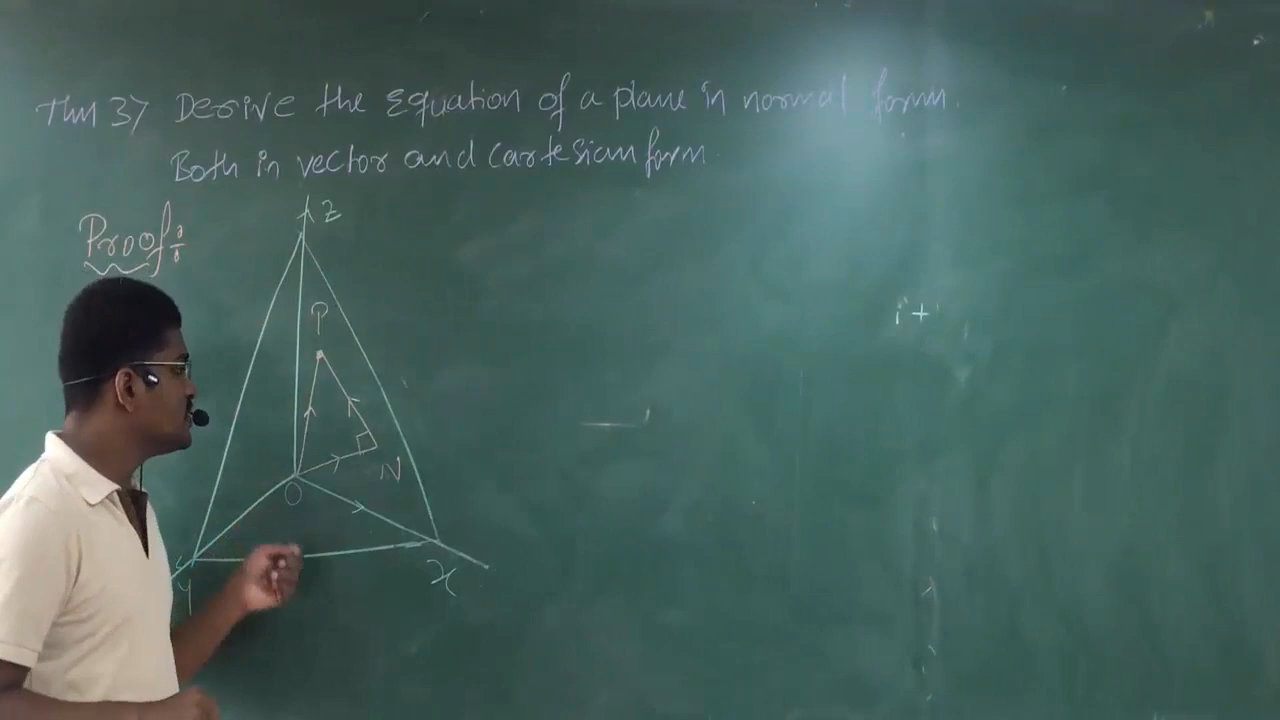 Thm 37 Derive the Equation of a plane in normal form.
Both in vector and cartesian form
Proof:
Z
P
N
O
x
y
i +